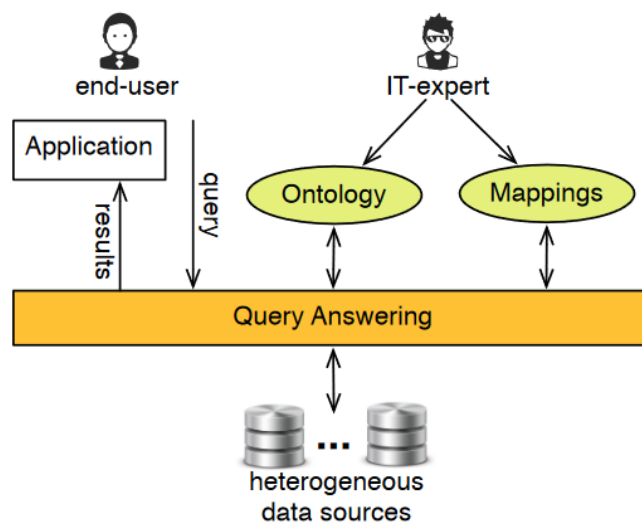 end-user
IT-expert
Application
query
results
Ontology
Mappings
Query Answering
...
heterogeneous
data sources